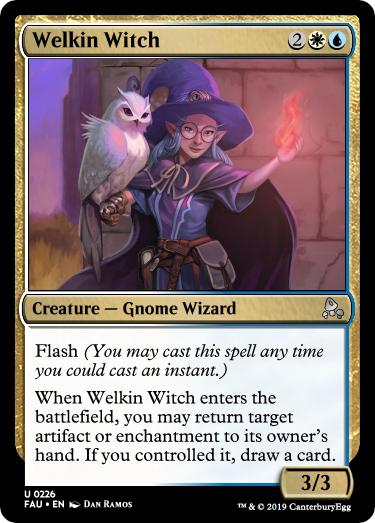 Welkin Witch 2
Creature — Gnome Wizard
Flash (You may cast this spell any time
you could cast an instant.)
When Welkin Witch enters the
battlefield, you may return target
artifact or enchantment to its owner's
hand. If you controlled it, draw a card.
3/3
U 0226
FAU • EN DAN RAMOS
™ & © 2019 CanterburyEgg